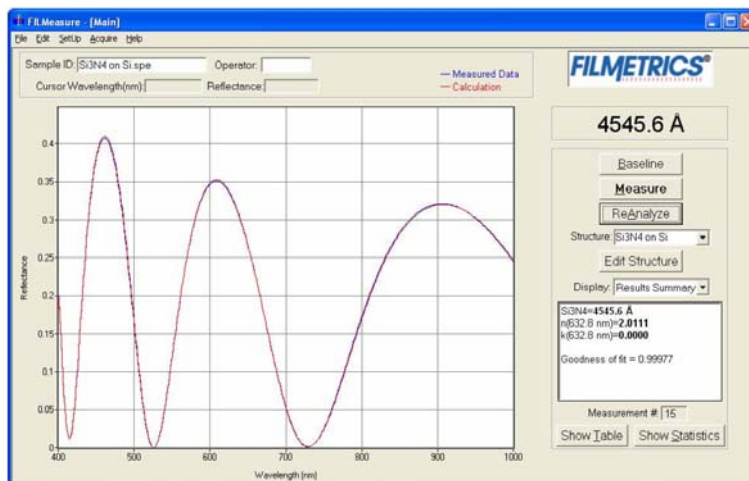 FILMeasure - [Main]
File Edit SetUp Acquire Help
Sample ID: Si3N4 on Si.spe Operator:
Cursor Wavelength(nm): Reflectance:
Measured Data
Calculation
FILMETRICS®
4545.6 Å
Baseline
Measure
ReAnalyze
Structure: Si3N4 on Si
Edit Structure
Display: Results Summary
Si3N4=4545.6 Å
n(632.8 nm)=2.0111
k(632.8 nm)=0.0000
Goodness of fit = 0.99977
Measurement #: 15
Show Table Show Statistics
Reflectance
0.4
0.35
0.3
0.25
0.2
0.15
0.1
0.05
0
400 500 600 700 800 900 1000
Wavelength (nm)